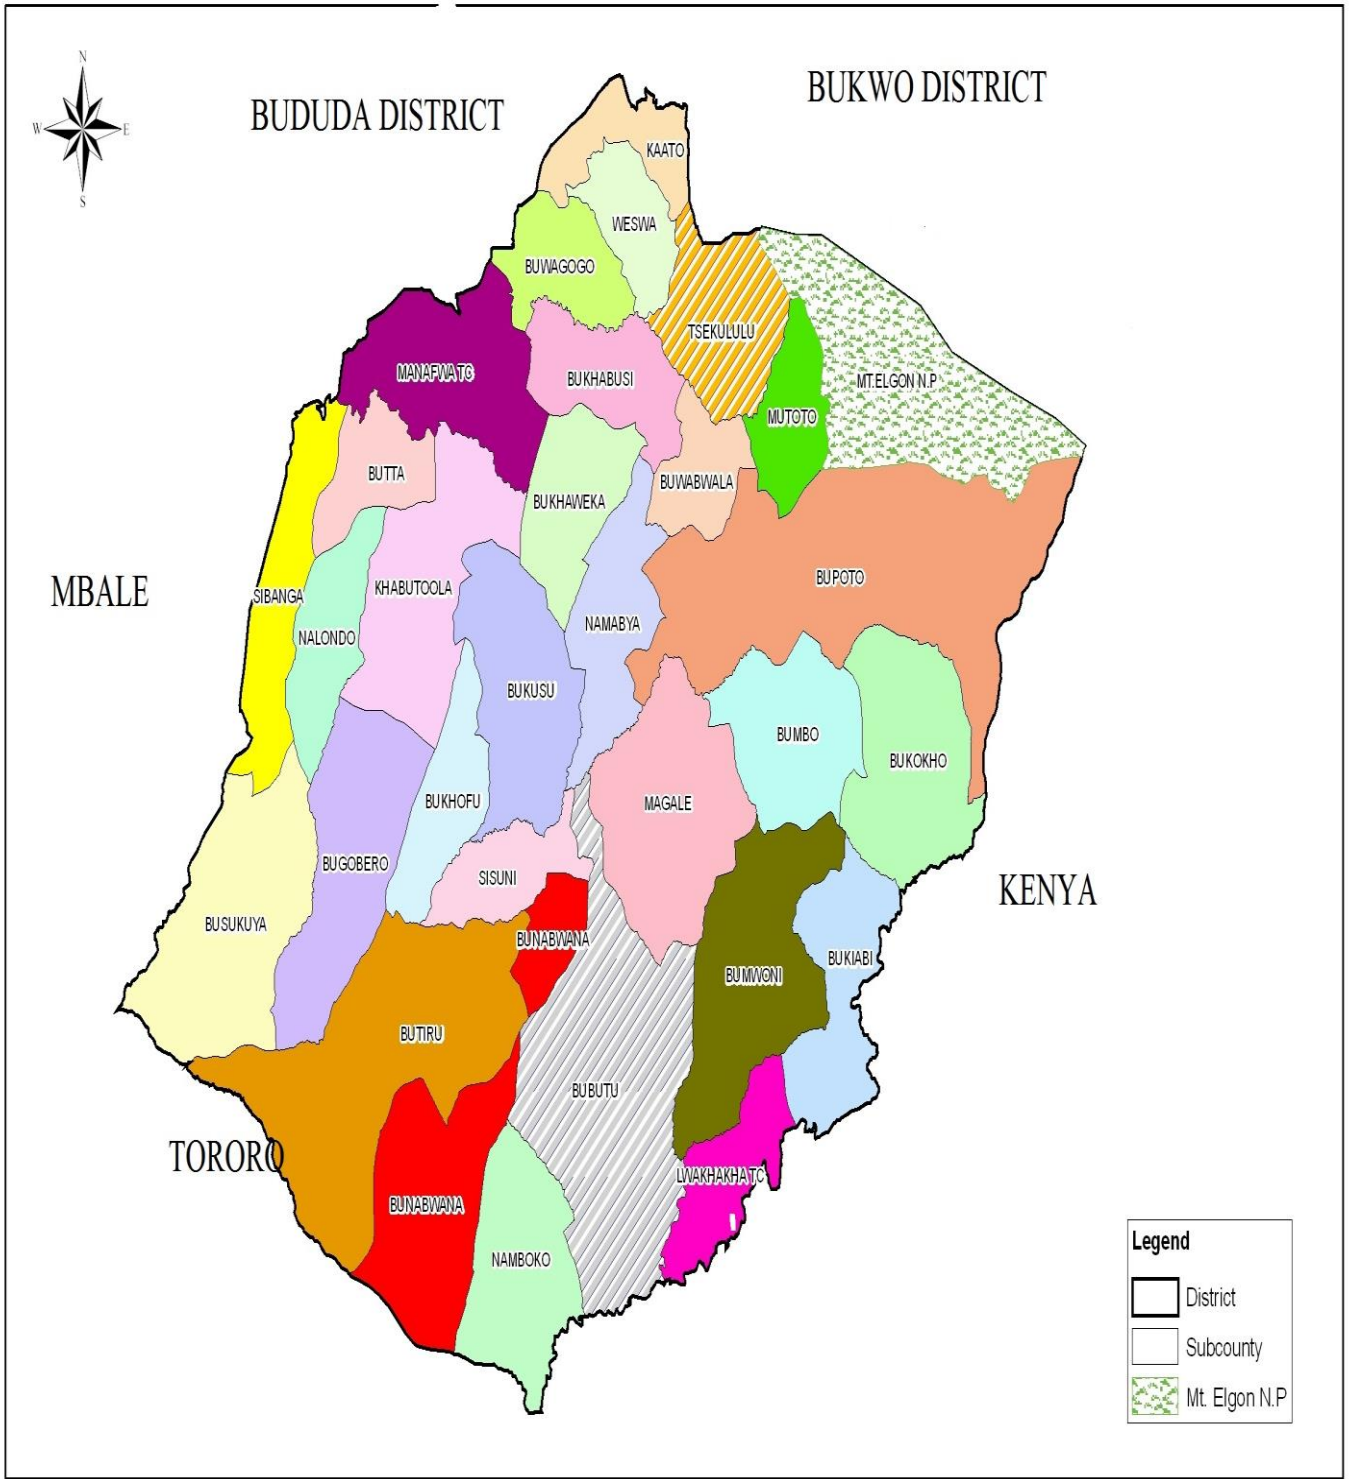 N
W
E
S
BUDUDA DISTRICT
BUKWO DISTRICT
KAATO
WESWA
BUWAGOGO
TSEKULULU
MANAFWA TC
BUKHABUSI
MT.ELGON N.P
MUTOTO
BUTTA
BUWABWALA
BUKHAWEKA
BUPOTO
MBALE
SIBANGA
KHABUTOOLA
NAMABYA
NALONDO
BUKUSU
BUMBO
BUKOKHO
BUKHOFU
MAGALE
BUGOBERO
SISUNI
KENYA
BUSUKUYA
BUNABWANA
BUKIABI
BUMWONI
BUTIRU
BUBUTU
TORORO
LWAKHAKHA TC
BUNABWANA
NAMBOKO
Legend
District
Subcounty
Mt. Elgon N.P